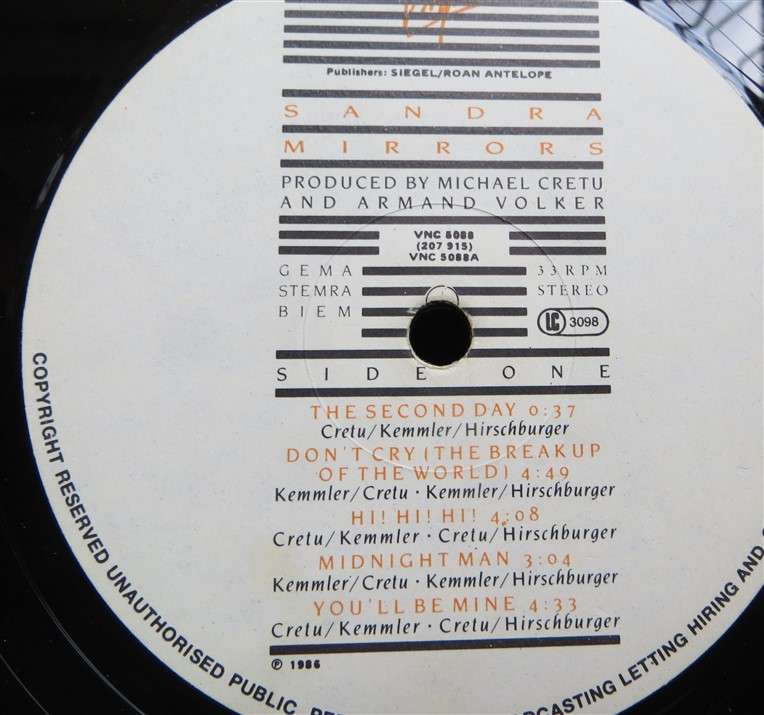 Publishers: SIEGEL/ROAN ANTELOPE
SANDRA
MIRRORS
PRODUCED BY MICHAEL CRETU
AND ARMAND VOLKER
VNC 5088
(207 915)
VNC 5088A
GEMA
STEMRA
BIEM
33 RPM
STEREO
LC 3098
SIDE ONE
THE SECOND DAY 0:37
Cretu/Kemmler/Hirschburger
DON'T CRY (THE BREAKUP
OF THE WORLD) 4:49
Kemmler/Cretu · Kemmler/Hirschburger
HI! HI! HI! 4:08
Cretu/Kemmler · Cretu/Hirschburger
MIDNIGHT MAN 3:04
Kemmler/Cretu · Kemmler/Hirschburger
YOU'LL BE MINE 4:33
Cretu/Kemmler · Cretu/Hirschburger
℗ 1986
COPYRIGHT RESERVED UNAUTHORISED PUBLIC
LETTING HIRING AND